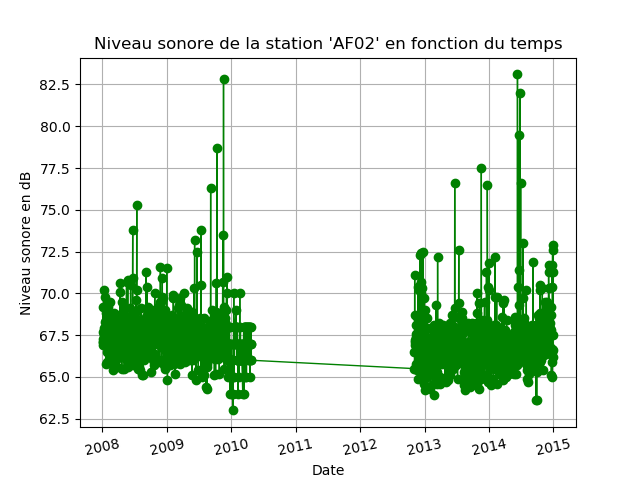 Niveau sonore de la station 'AF02' en fonction du temps
82.5
80.0
77.5
75.0
72.5
70.0
67.5
65.0
62.5
Niveau sonore en dB
2008 2009 2010 2011 2012 2013 2014 2015
Date